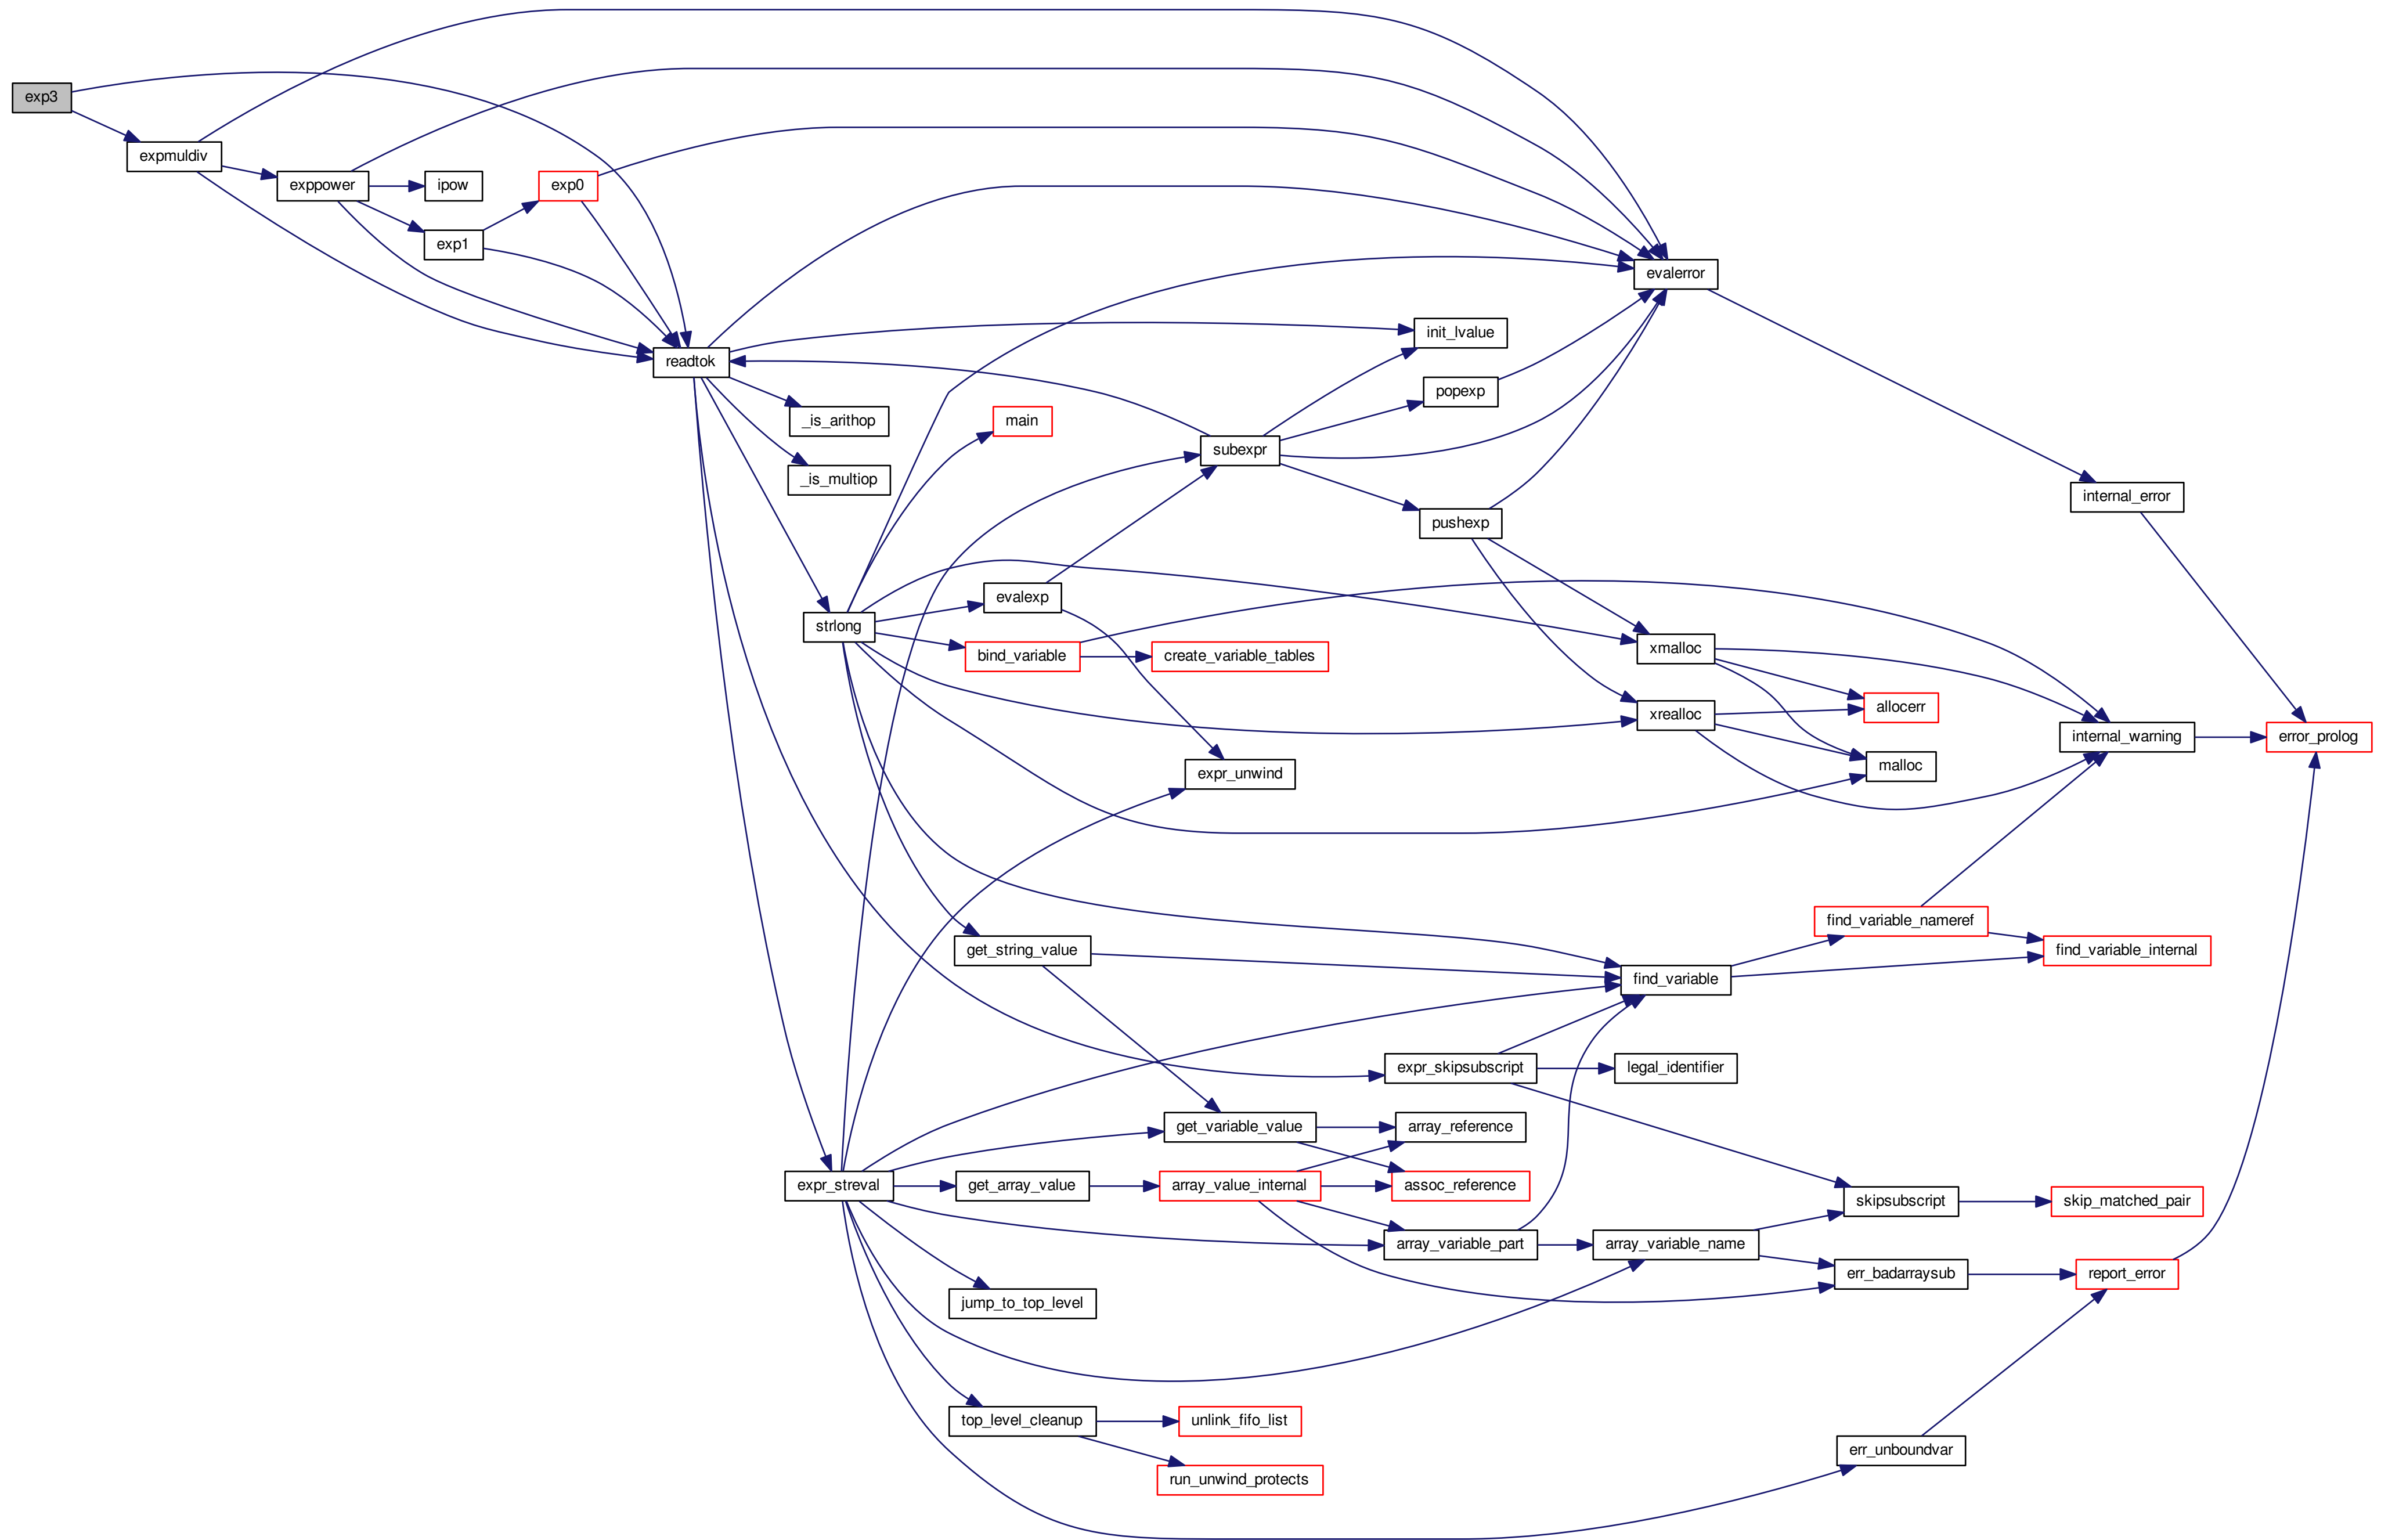 exp3
expmuldiv
exppower
ipow
exp0
exp1
evalerror
init_lvalue
readtok
popexp
_is_arithop
main
subexpr
_is_multiop
internal_error
pushexp
evalexp
strlong
xmalloc
bind_variable
create_variable_tables
allocerr
xrealloc
internal_warning
error_prolog
malloc
expr_unwind
find_variable_nameref
get_string_value
find_variable_internal
find_variable
expr_skipsubscript
legal_identifier
get_variable_value
array_reference
expr_streval
get_array_value
array_value_internal
assoc_reference
skipsubscript
skip_matched_pair
array_variable_part
array_variable_name
err_badarraysub
report_error
jump_to_top_level
top_level_cleanup
unlink_fifo_list
err_unboundvar
run_unwind_protects